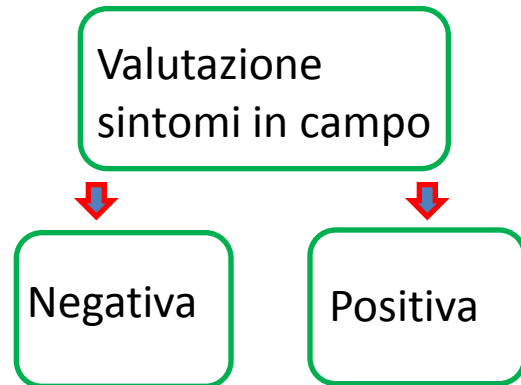 Valutazione
sintomi in campo
Negativa
Positiva